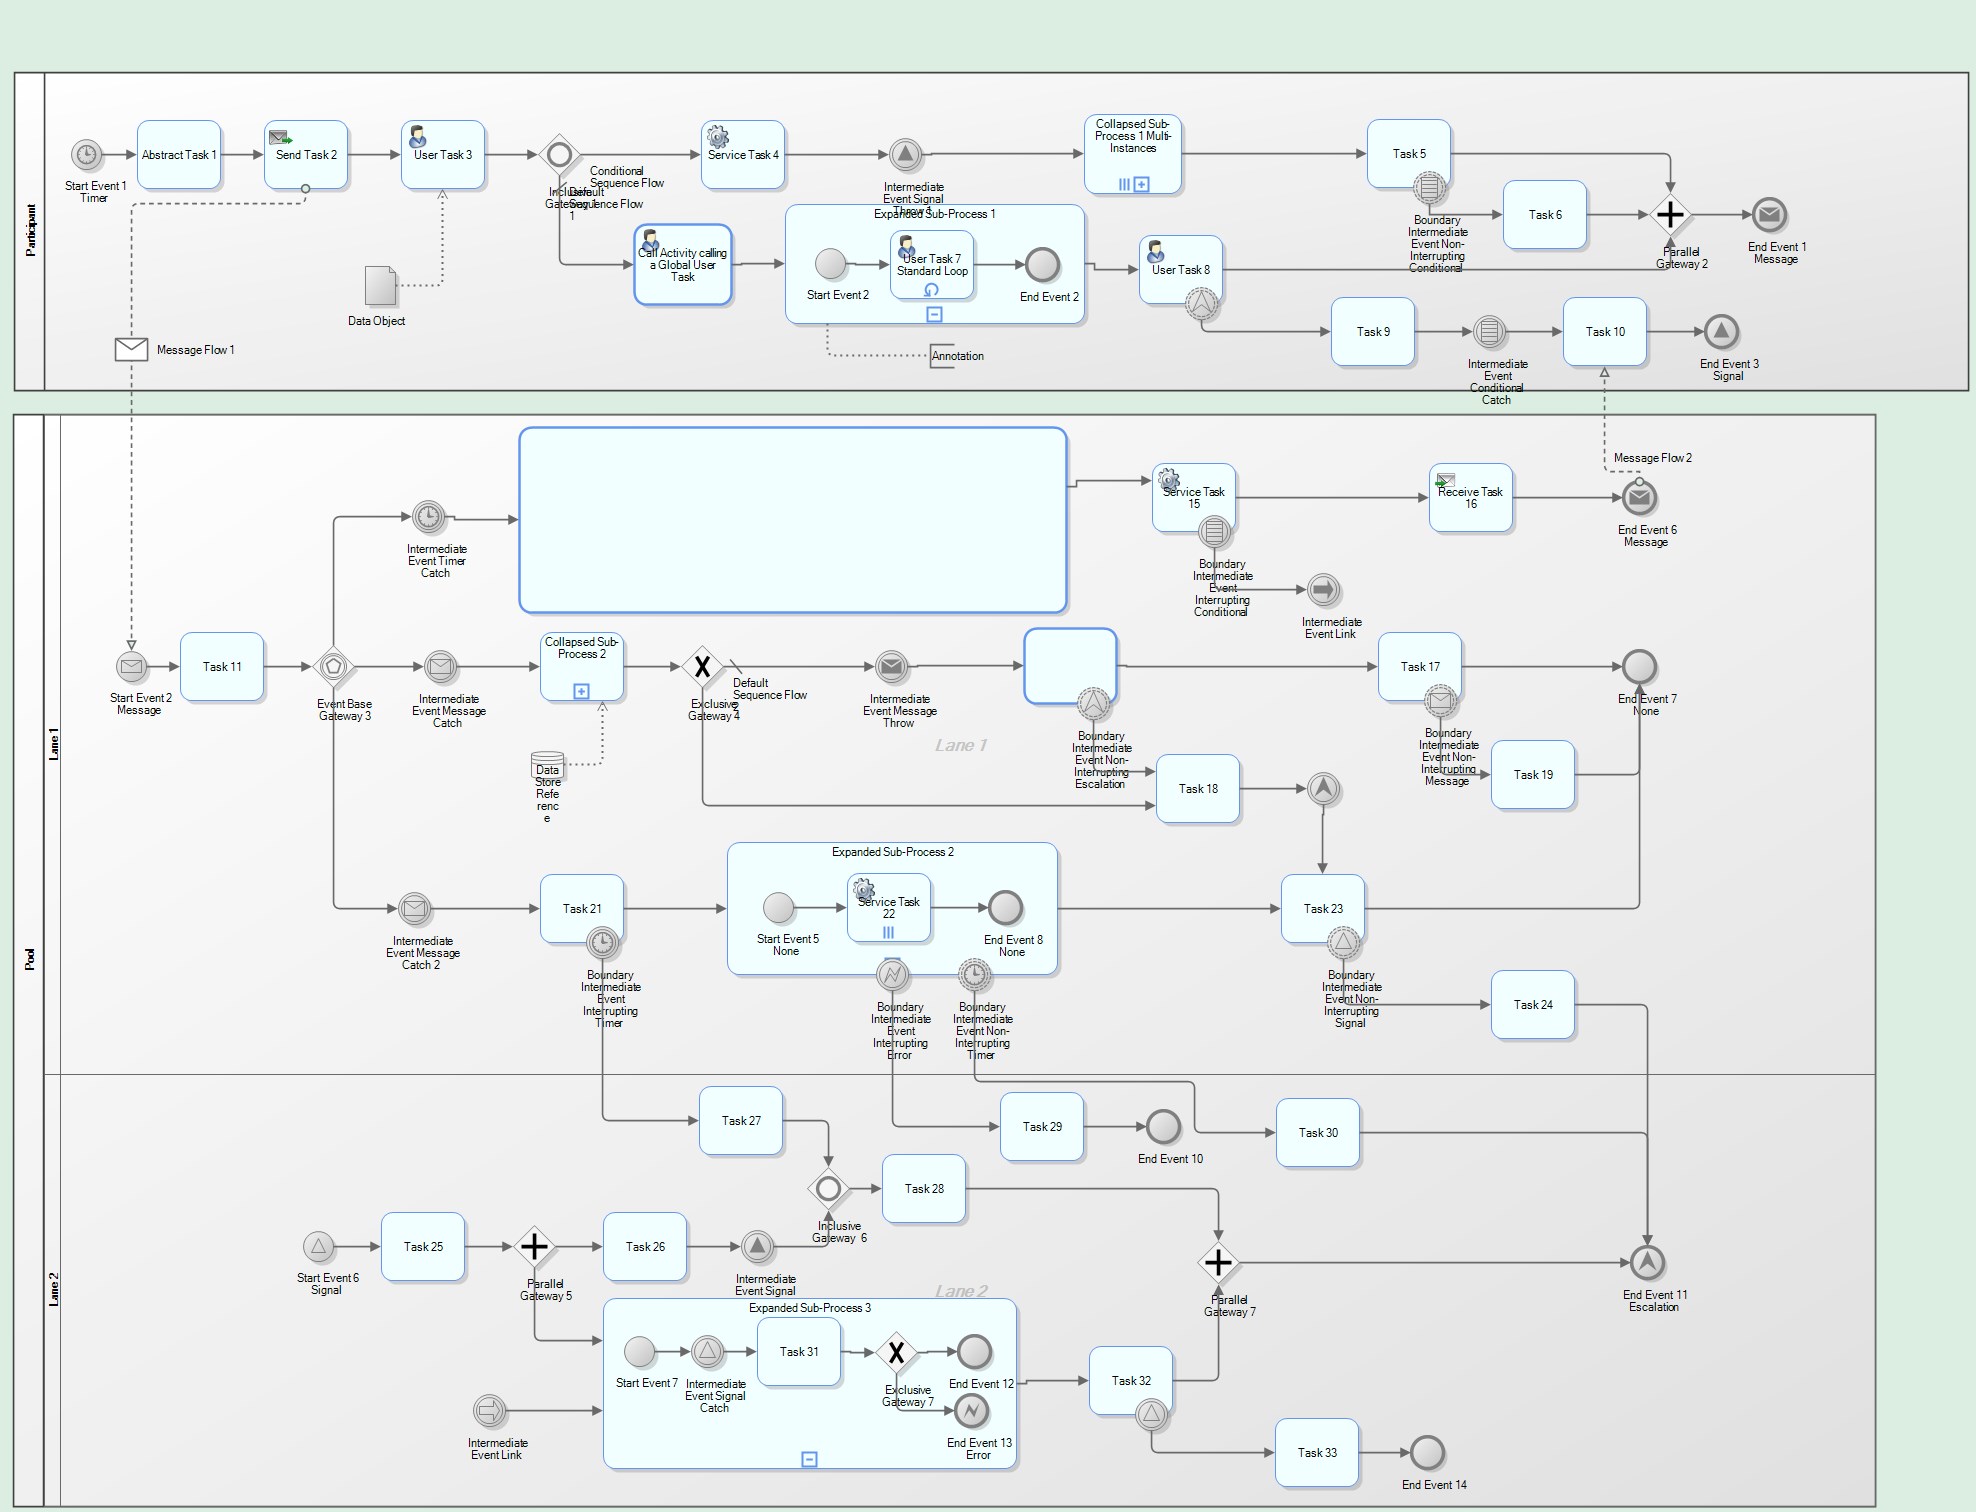 Participant
Abstract Task 1
Send Task 2
User Task 3
Service Task 4
Start Event 1
Timer
Conditional
Sequence Flow
Inclusive
Gateway 1
Default
Sequence Flow
1
Intermediate
Event Signal
Throw 1
Collapsed Sub-
Process 1 Multi-
Instances
Task 5
Boundary
Intermediate
Event Non-
Interrupting
Conditional
Task 6
Parallel
Gateway 2
End Event 1
Message
Call Activity calling
a Global User
Task
Expanded Sub-Process 1
Start Event 2
User Task 7
Standard Loop
End Event 2
User Task 8
Data Object
Message Flow 1
Annotation
Task 9
Intermediate
Event
Conditional
Catch
Task 10
End Event 3
Signal
Pool
Lane 1
Message Flow 2
Intermediate
Event Timer
Catch
Service Task
15
Receive Task
16
End Event 6
Message
Boundary
Intermediate
Event
Interrupting
Conditional
Intermediate
Event Link
Start Event 2
Message
Task 11
Event Base
Gateway 3
Intermediate
Event Message
Catch
Collapsed Sub-
Process 2
Exclusive
Gateway 4
Default
Sequence Flow
2
Intermediate
Event Message
Throw
Boundary
Intermediate
Event Non-
Interrupting
Escalation
Task 17
Boundary
Intermediate
Event Non-
Interrupting
Message
End Event 7
None
Lane 1
Data
Store
Refe
renc
e
Task 18
Task 19
Expanded Sub-Process 2
Intermediate
Event Message
Catch 2
Task 21
Start Event 5
None
Service Task
22
End Event 8
None
Task 23
Boundary
Intermediate
Event
Interrupting
Timer
Boundary
Intermediate
Event
Interrupting
Error
Boundary
Intermediate
Event Non-
Interrupting
Timer
Boundary
Intermediate
Event Non-
Interrupting
Signal
Task 24
Lane 2
Task 27
Task 29
End Event 10
Task 30
Inclusive
Gateway 6
Task 28
Start Event 6
Signal
Task 25
Parallel
Gateway 5
Task 26
Intermediate
Event Signal
Lane 2
Parallel
Gateway 7
End Event 11
Escalation
Expanded Sub-Process 3
Start Event 7
Intermediate
Event Signal
Catch
Task 31
Exclusive
Gateway 7
End Event 12
End Event 13
Error
Task 32
Intermediate
Event Link
Task 33
End Event 14